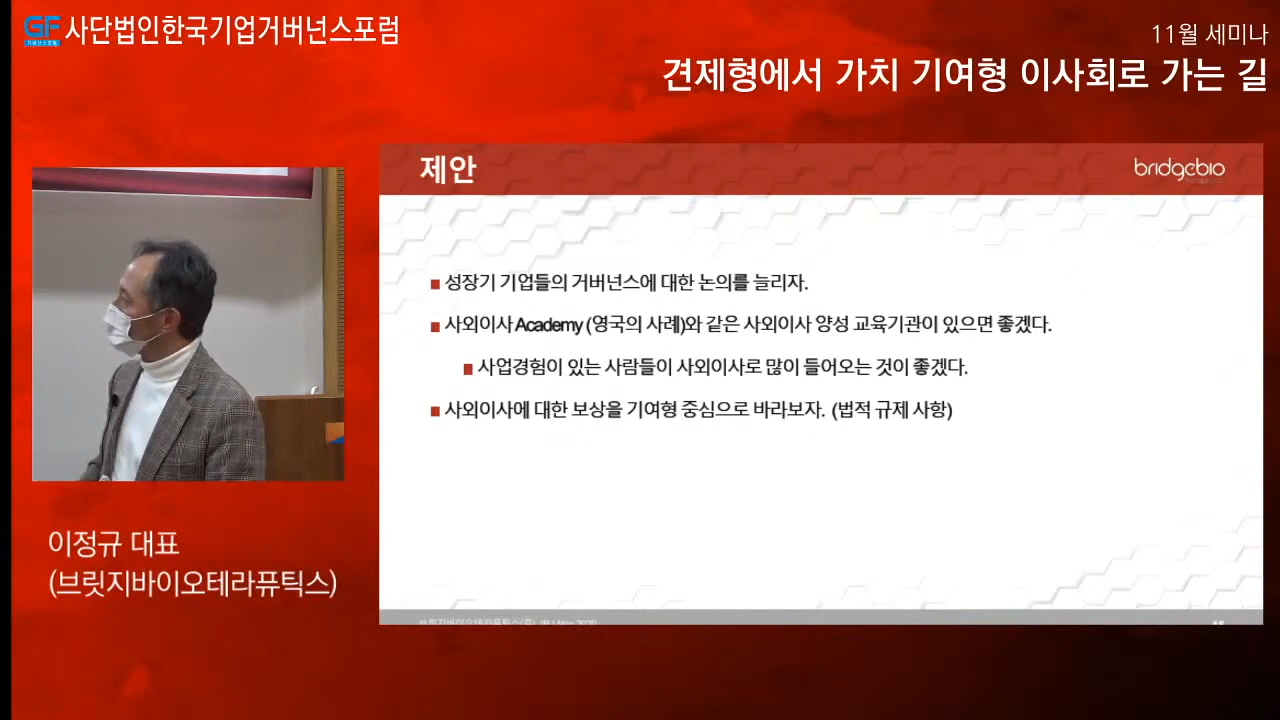 GF 사단법인한국기업거버넌스포럼
거버넌스포럼
11월 세미나
견제형에서 가치 기여형 이사회로 가는 길
제안
bridgebio
■ 성장기 기업들의 거버넌스에 대한 논의를 늘리자.
■ 사외이사 Academy (영국의 사례)와 같은 사외이사 양성 교육기관이 있으면 좋겠다.
■ 사업경험이 있는 사람들이 사외이사로 많이 들어오는 것이 좋겠다.
■ 사외이사에 대한 보상을 기여형 중심으로 바라보자. (법적 규제 사항)
이정규 대표
(브릿지바이오테라퓨틱스)